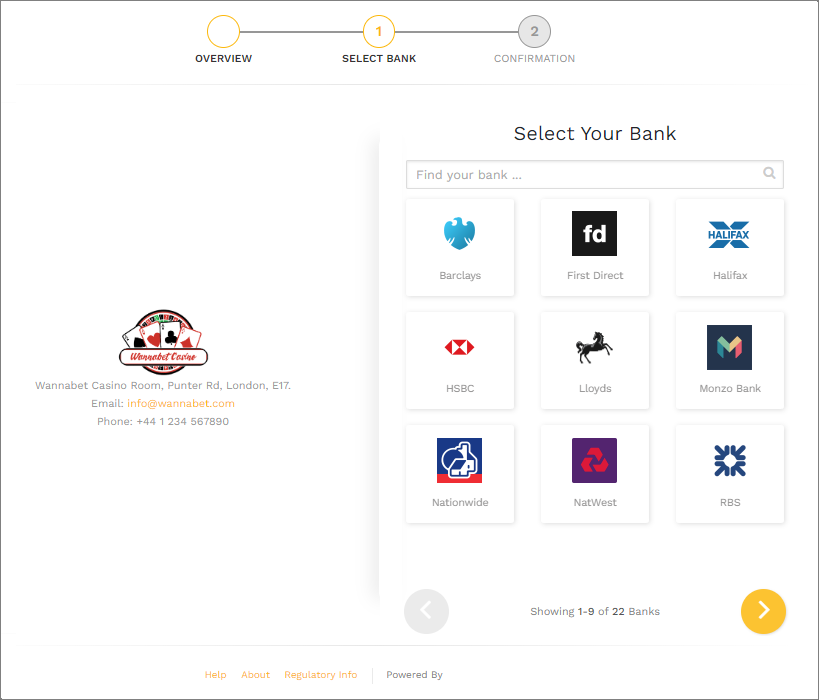 1
2
OVERVIEW
SELECT BANK
CONFIRMATION
Select Your Bank
Find your bank ...
Barclays
fd
First Direct
HALIFAX
Halifax
HSBC
Lloyds
Monzo Bank
Nationwide
NatWest
RBS
Wannabet Casino
Wannabet Casino Room, Punter Rd, London, E17.
Email: info@wannabet.com
Phone: +44 1 234 567890
Showing 1-9 of 22 Banks
Help About Regulatory Info Powered By